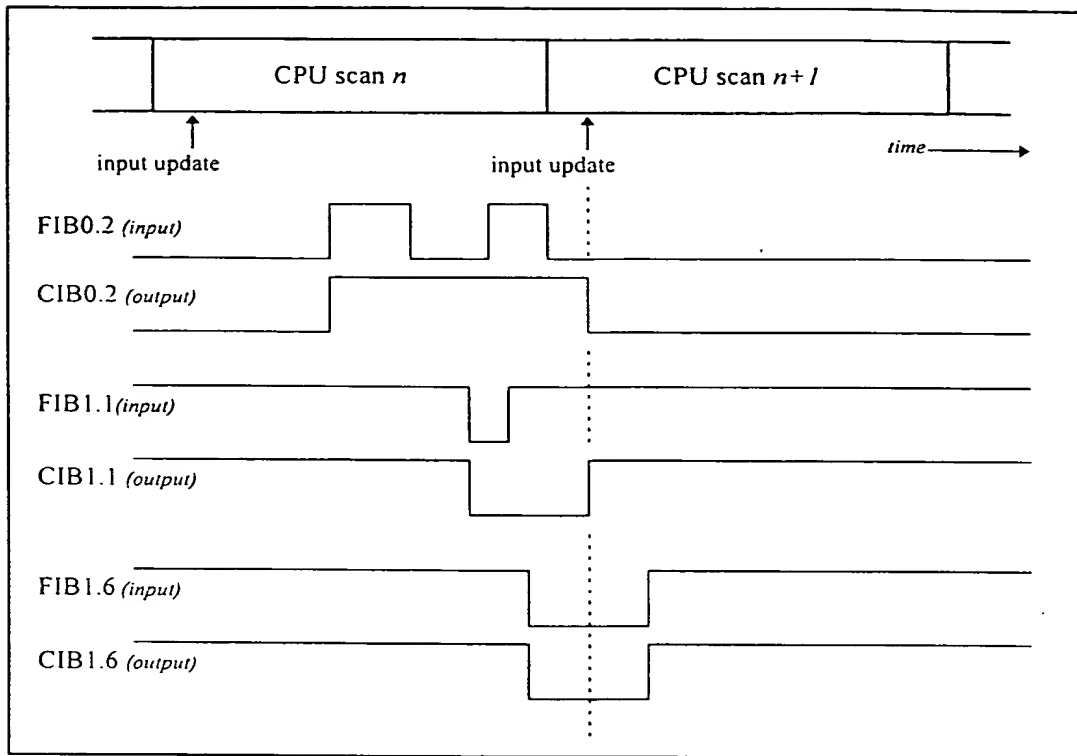 CPU scan n
CPU scan n+1
input update
input update
time
FIB0.2 (input)
CIB0.2 (output)
FIB1.1(input)
CIB1.1 (output)
FIB1.6 (input)
CIB1.6 (output)